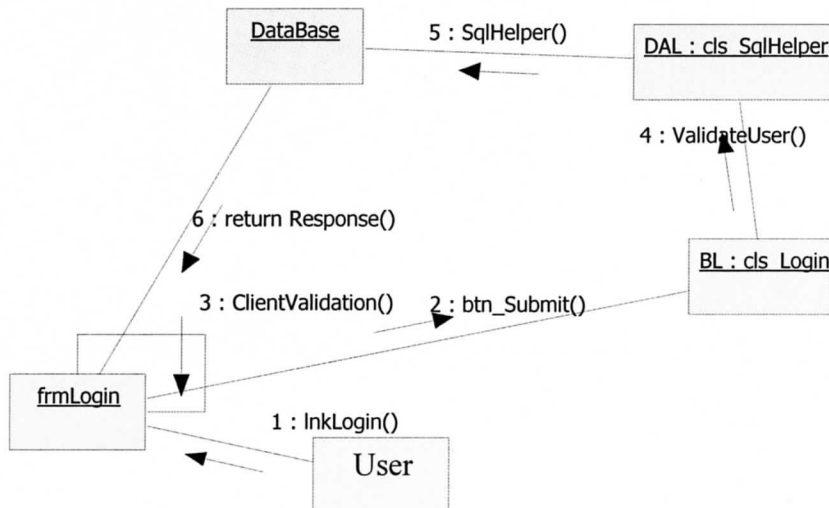 DataBase
5 : SqlHelper()
DAL : cls_SqlHelper
4 : ValidateUser()
6 : return Response()
BL : cls_Login
3 : ClientValidation()
2 : btn_Submit()
frmLogin
1 : lnkLogin()
User